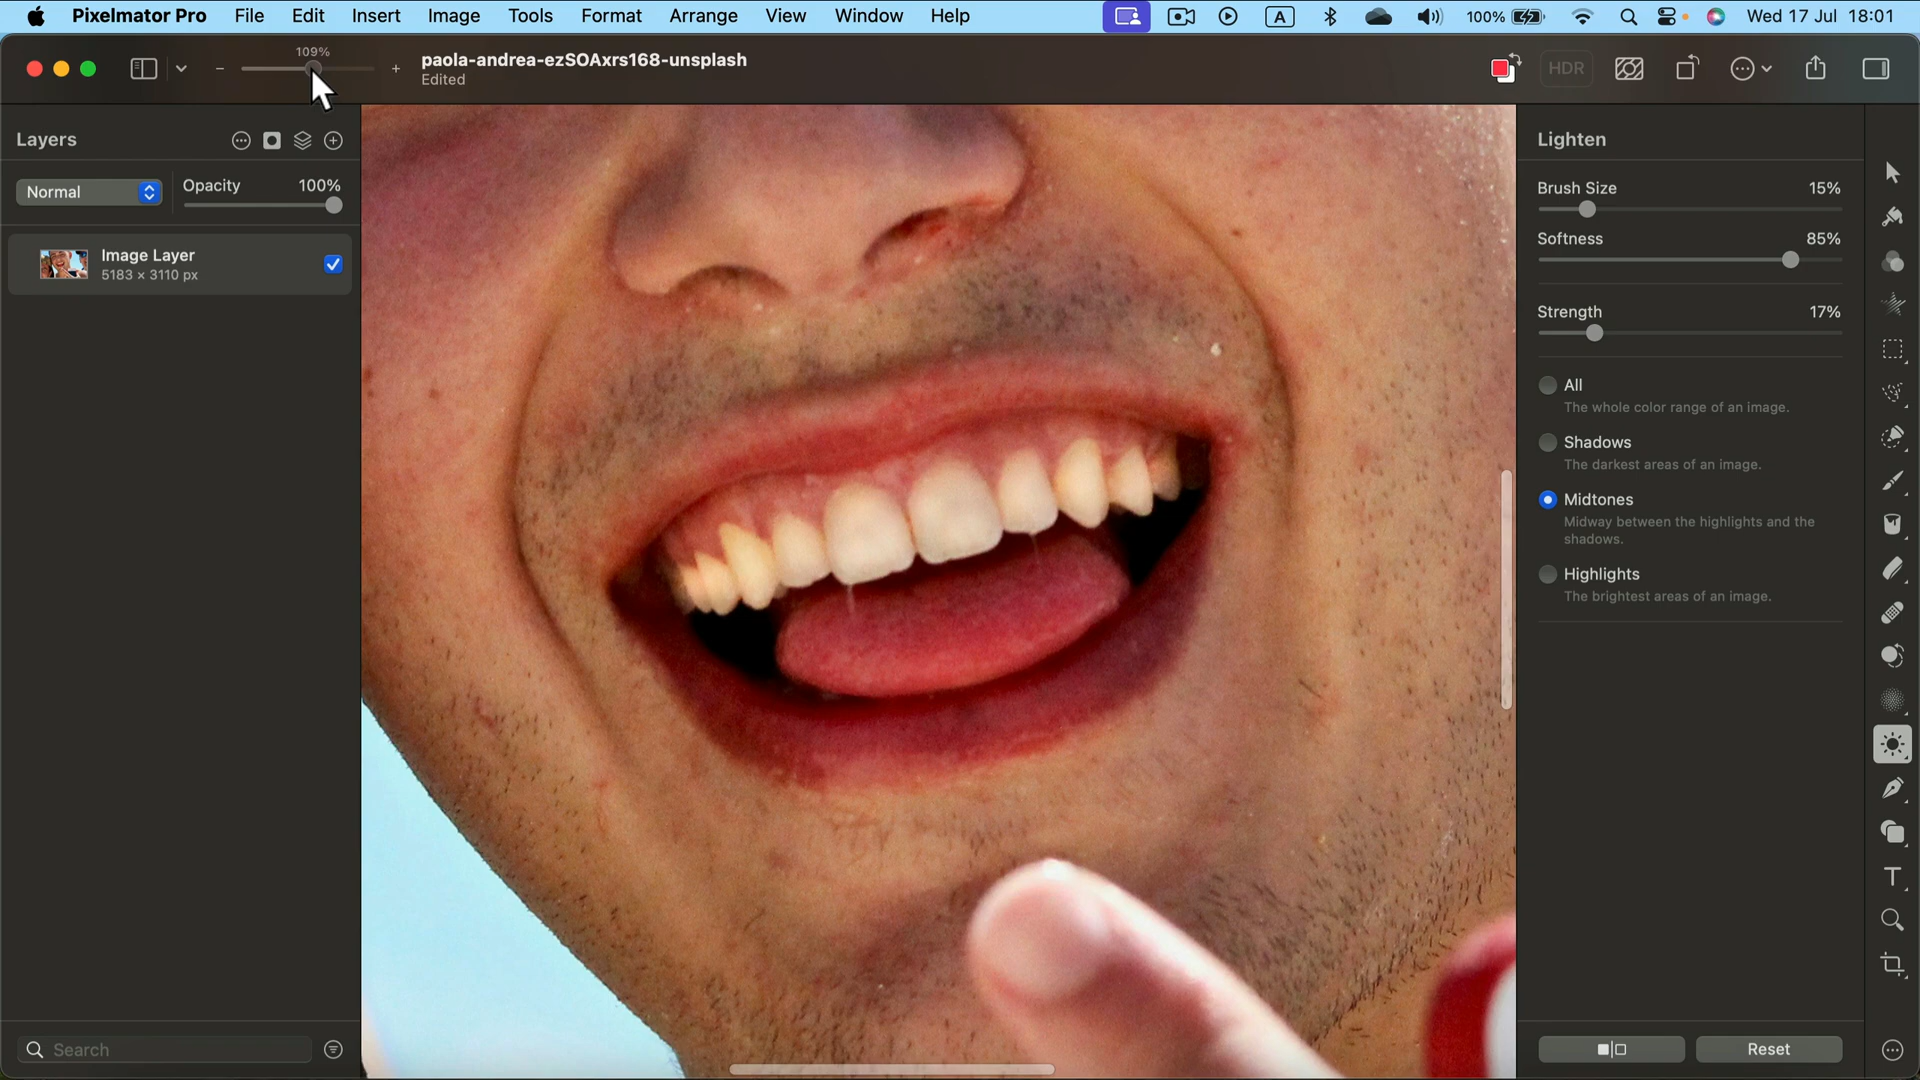 Pixelmator Pro File Edit Insert Image Tools Format Arrange View Window Help A 100% Wed 17 Jul 18:01
109%
paola-andrea-ezSOAxrs168-unsplash
Edited
HDR
Layers
Normal
Opacity 100%
Image Layer
5183 × 3110 px
Search
Lighten
Brush Size 15%
Softness 85%
Strength 17%
All
The whole color range of an image.
Shadows
The darkest areas of an image.
Midtones
Midway between the highlights and the
shadows.
Highlights
The brightest areas of an image.
T
Reset